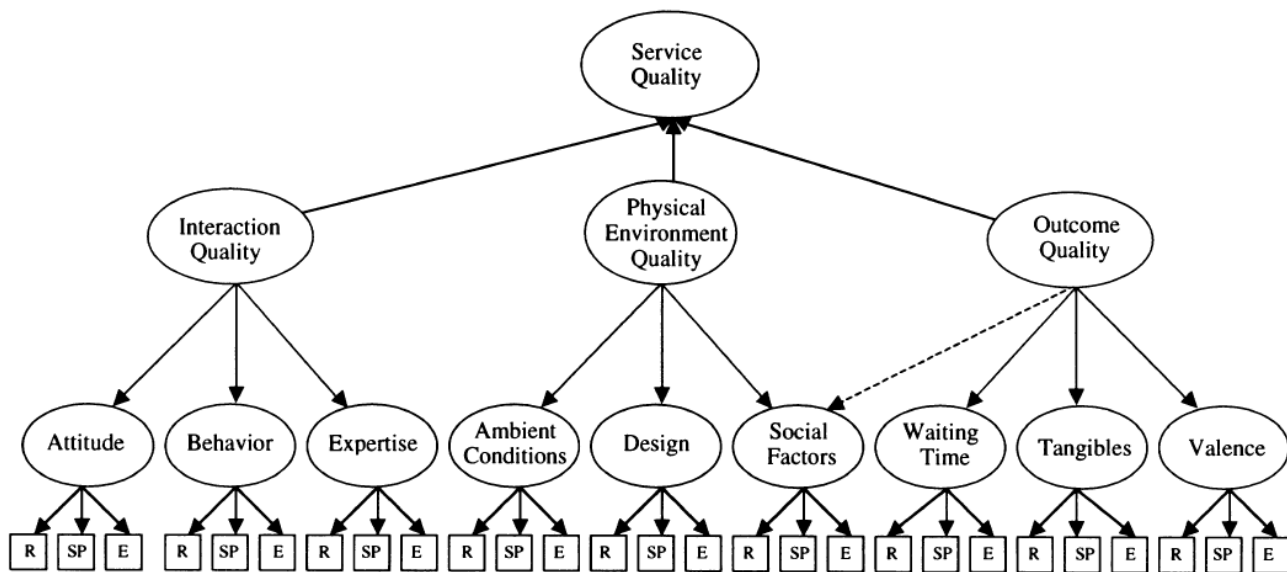 Service
Quality
Interaction
Quality
Physical
Environment
Quality
Outcome
Quality
Attitude
Behavior
Expertise
Ambient
Conditions
Design
Social
Factors
Waiting
Time
Tangibles
Valence
R SP E R SP E R SP E R SP E R SP E R SP E R SP E R SP E R SP E